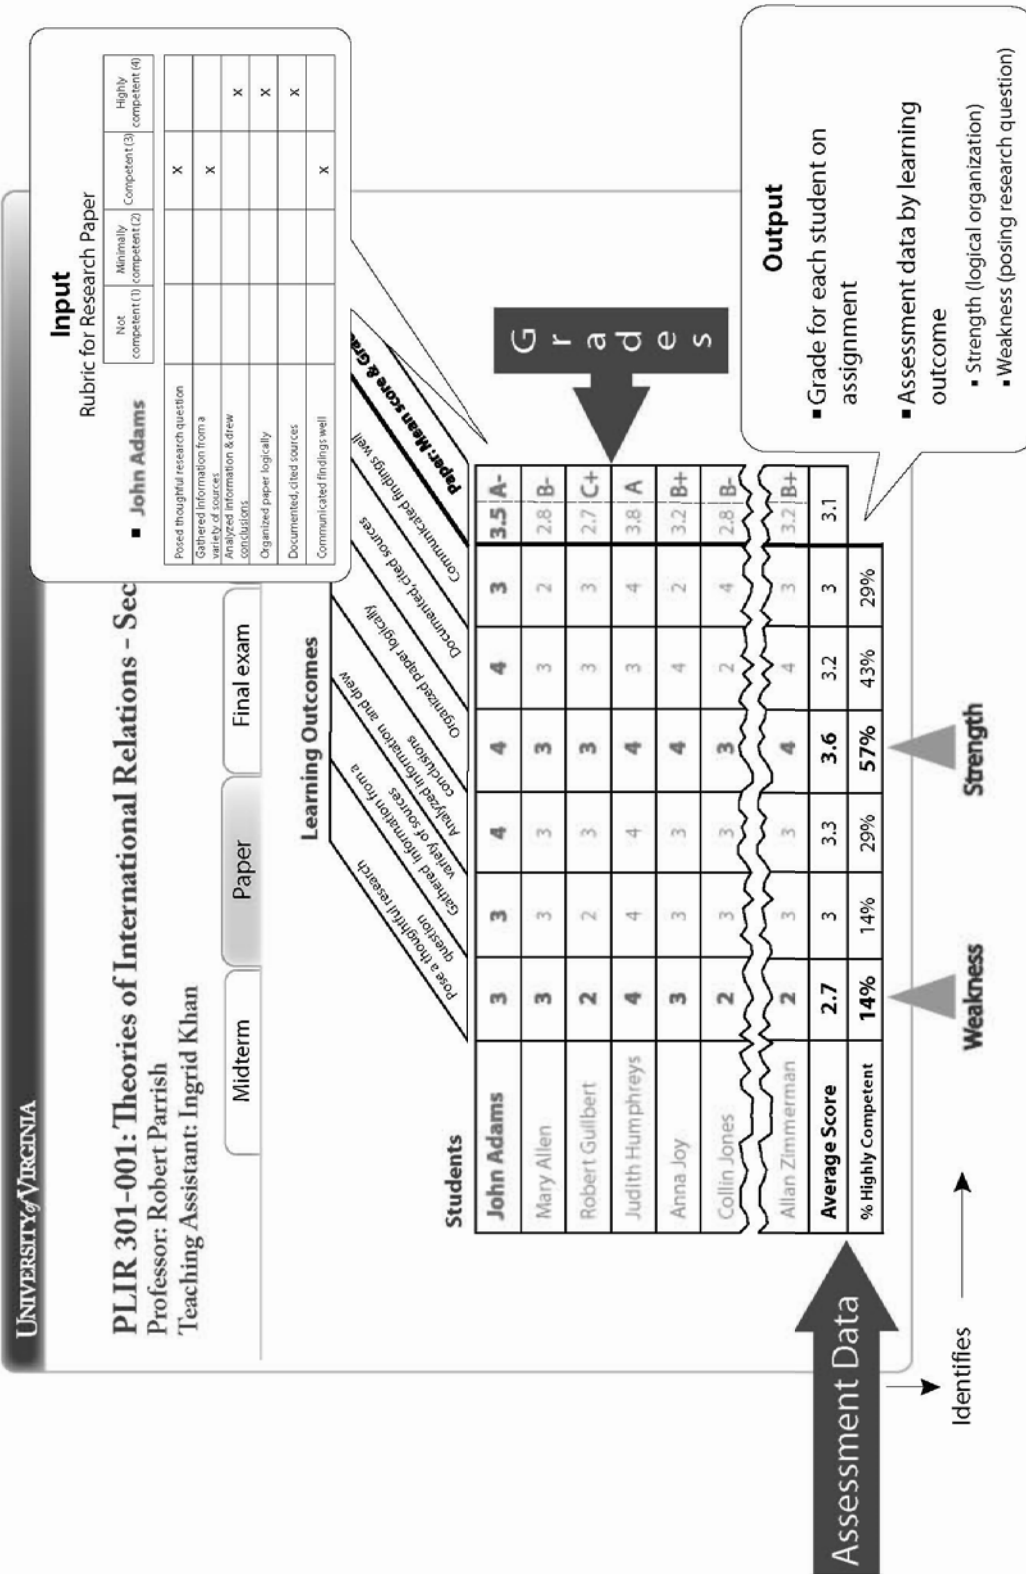 UNIVERSITY of VIRGINIA
PLIR 301-001: Theories of International Relations - Sec
Professor: Robert Parrish
Teaching Assistant: Ingrid Khan
Midterm
Paper
Final exam
Input
Rubric for Research Paper
▪ John Adams
Not competent (1) Minimally competent (2) Competent (3) Highly competent (4)
Posed thoughtful research question X
Gathered information from a variety of sources X
Analyzed information & drew conclusions X
Organized paper logically X
Documented, cited sources X
Communicated findings well X
Learning Outcomes
Pose a thoughtful research question
Gathered information from a variety of sources
Analyzed information and drew conclusions
Organized paper logically
Documented, cited sources
Communicated findings well
Paper: Mean score & Gra
Students
John Adams 3 3 4 4 4 3 3.5 A-
Mary Allen 3 3 3 3 3 2 2.8 B-
Robert Guilbert 2 2 3 3 3 3 2.7 C+
Judith Humphreys 4 4 4 4 3 4 3.8 A
Anna Joy 3 3 3 4 4 2 3.2 B+
Collin Jones 2 3 3 3 2 4 2.8 B-
Allan Zimmerman 2 3 3 4 4 3 3.2 B+
Average Score 2.7 3 3.3 3.6 3.2 3 3.1
% Highly Competent 14% 14% 29% 57% 43% 29%
Grades
Assessment Data
Identifies
Weakness
Strength
Output
▪ Grade for each student on
assignment
▪ Assessment data by learning
outcome
▪ Strength (logical organization)
▪ Weakness (posing research question)